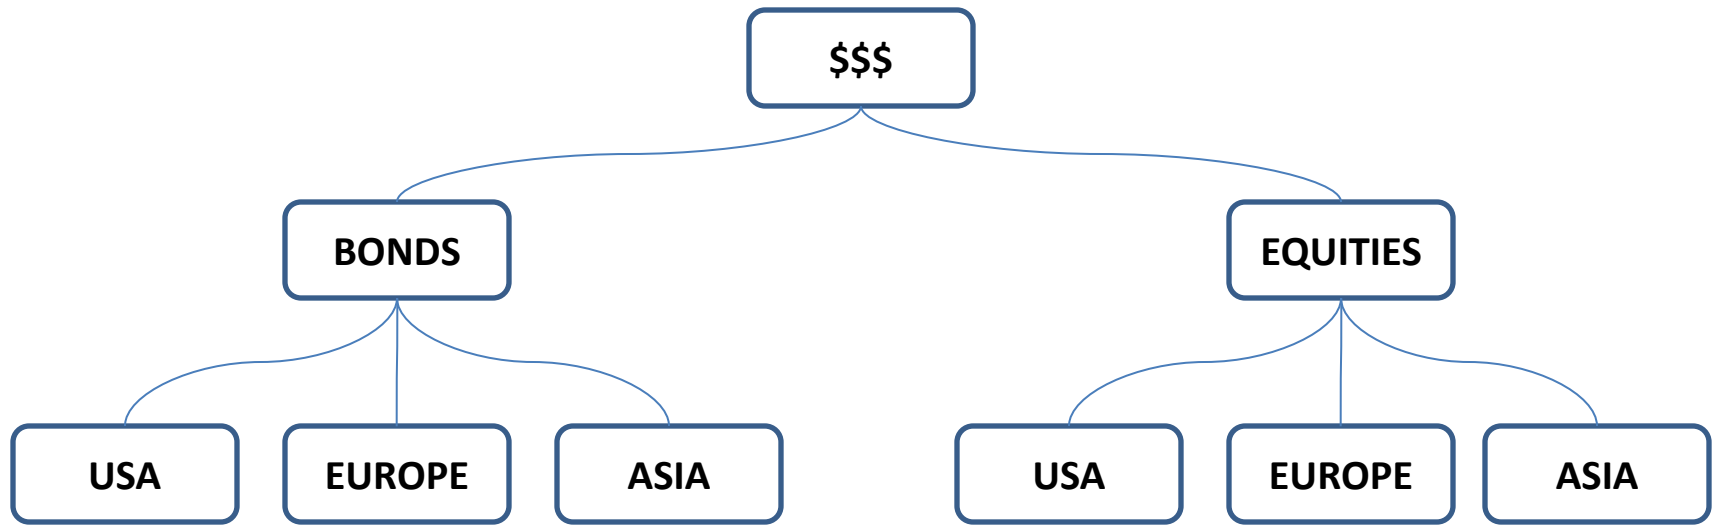 $$$
BONDS
EQUITIES
USA
EUROPE
ASIA
USA
EUROPE
ASIA